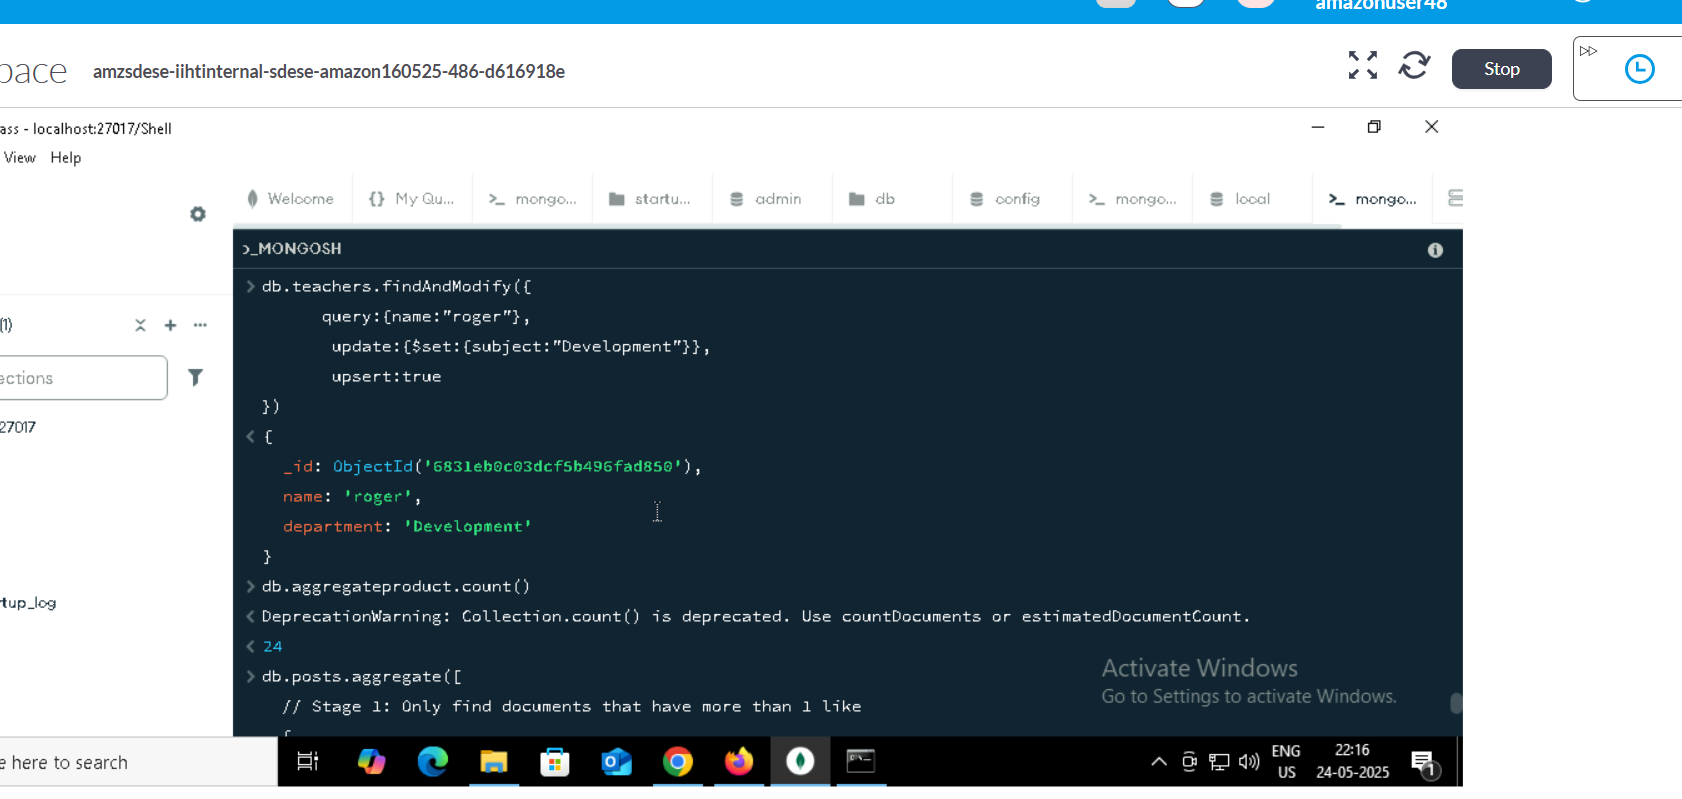 amazonuser48
pace amzsdese-iihtinternal-sdese-amazon160525-486-d616918e Stop
ass - localhost:27017/Shell
View Help
Welcome {} My Qu... >_ mongo... startu... admin db config >_ mongo... local >_ mongo...
>_MONGOSH
db.teachers.findAndModify({
query:{name:"roger"},
(1)
update:{$set:{subject:"Development"}},
ections
upsert:true
})
27017
{
_id: ObjectId('6831eb0c03dcf5b496fad850'),
name: 'roger',
department: 'Development'
}
db.aggregateproduct.count()
rtup_log
DeprecationWarning: Collection.count() is deprecated. Use countDocuments or estimatedDocumentCount.
24
db.posts.aggregate([
Activate Windows
Go to Settings to activate Windows.
// Stage 1: Only find documents that have more than 1 like
{
e here to search
ENG
US
22:16
24-05-2025
1